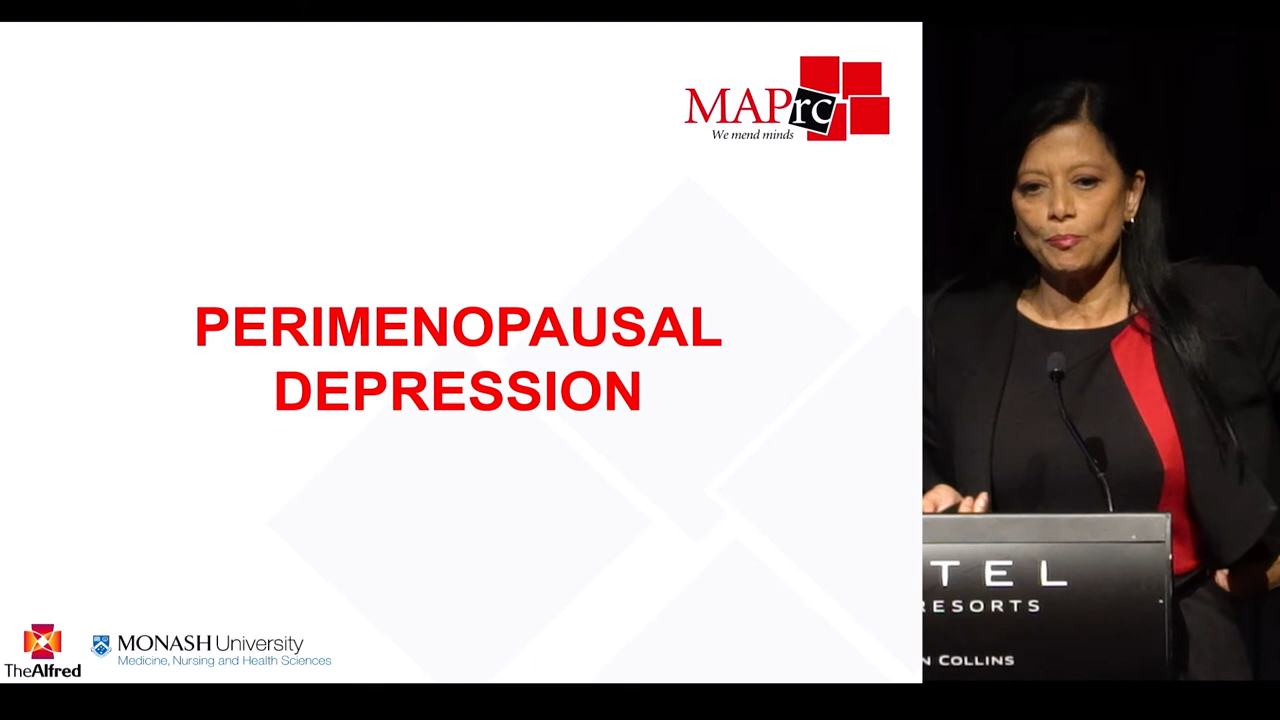 MAPrc
We mend minds
PERIMENOPAUSAL
DEPRESSION
TheAlfred
MONASH University
Medicine, Nursing and Health Sciences
TEL
RESORTS
N COLLINS